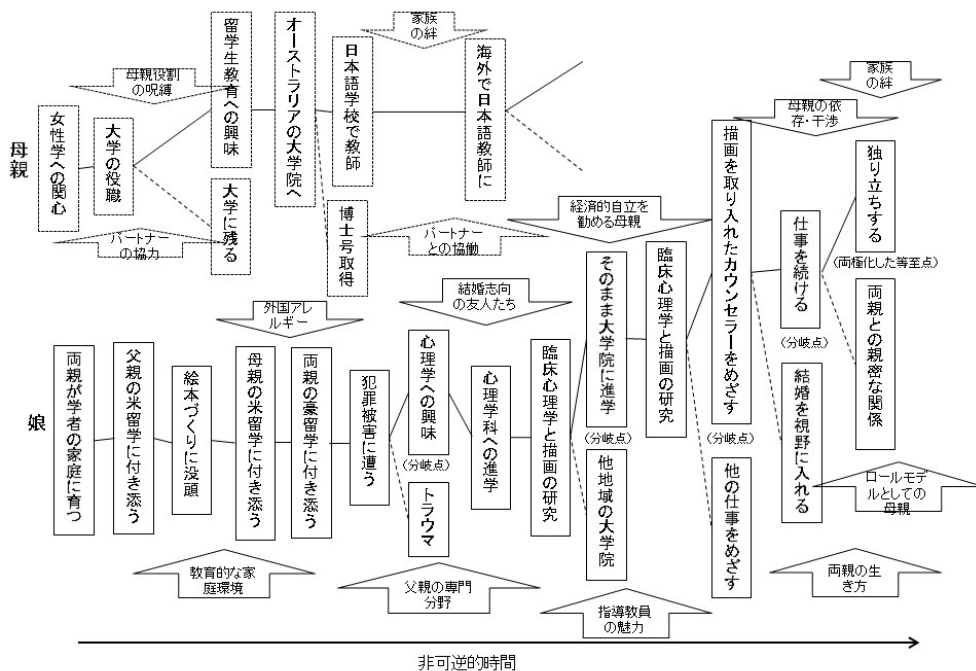 母親
女性学への関心
大学の役職
母親役割
の呪縛
パートナー
の協力
留学生教育への興味
大学に残る
オーストラリアの大学院へ
博士号取得
日本語学校で教師
家族
の絆
パートナー
との協働
海外で日本語教師に
娘
両親が学者の家庭に育つ
父親の米留学に付き添う
絵本づくりに没頭
母親の米留学に付き添う
両親の豪留学に付き添う
外国アレ
ルギー
教育的な家
庭環境
犯罪被害に遭う
心理学への興味
(分岐点)
トラウマ
父親の専門
分野
結婚志向
の友人たち
心理学科への進学
臨床心理学と描画の研究
経済的自立を
勧める母親
そのまま大学院に進学
(分岐点)
他地域の大学院
指導教員
の魅力
臨床心理学と描画の研究
描画を取り入れたカウンセラーをめざす
(分岐点)
他の仕事をめざす
母親の依
存・干渉
家族
の絆
仕事を続ける
(分岐点)
結婚を視野に入れる
独り立ちする
(両極化した等至点)
両親との親密な関係
ロールモ
デルとしての
母親
両親の生
き方
非可逆的時間